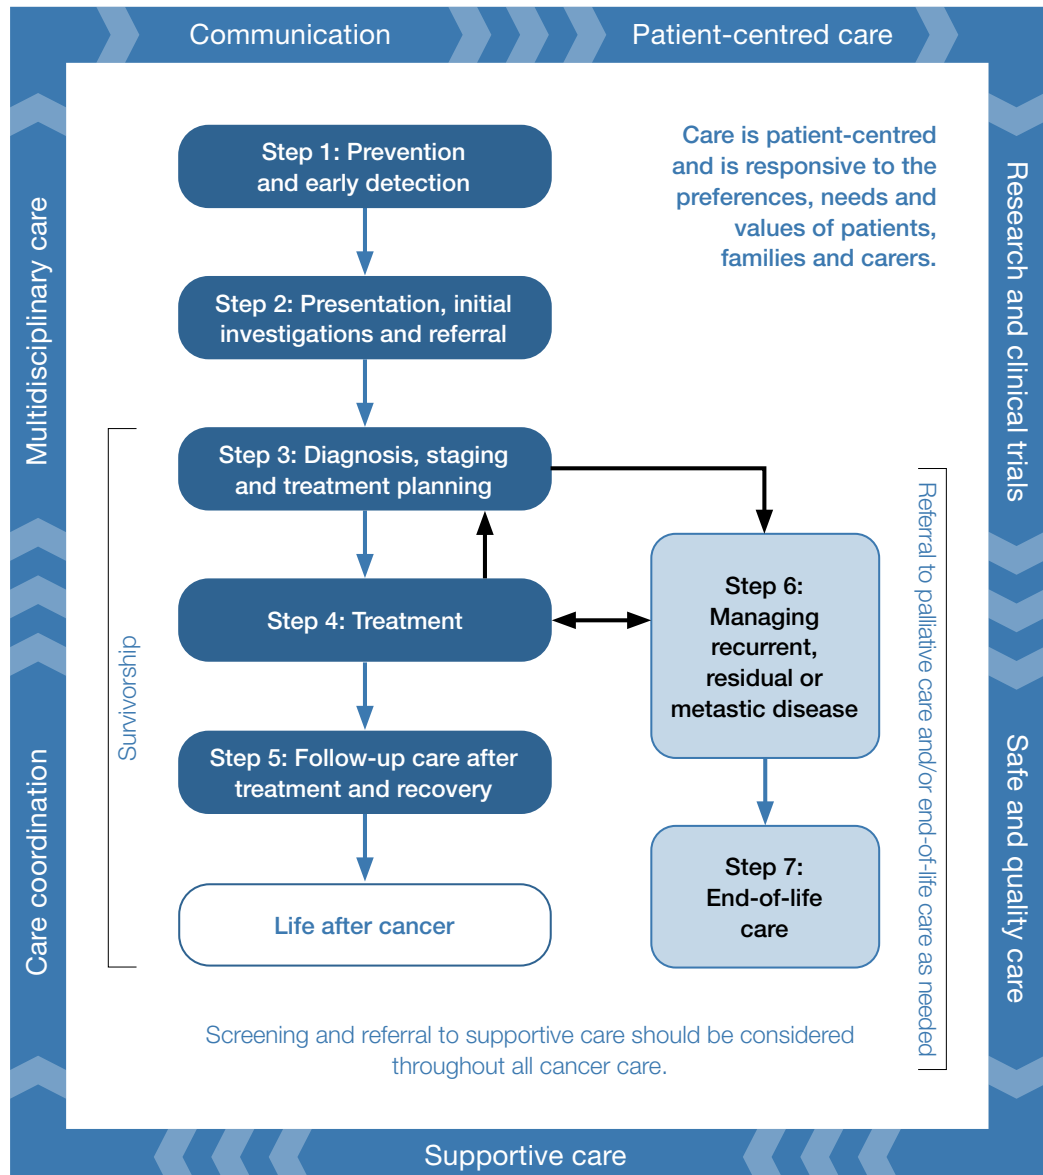 Communication
Patient-centred care
Multidisciplinary care
Care coordination
Research and clinical trials
Safe and quality care
Supportive care
Care is patient-centred
and is responsive to the
preferences, needs and
values of patients,
families and carers.
Step 1: Prevention
and early detection
Step 2: Presentation, initial
investigations and referral
Step 3: Diagnosis, staging
and treatment planning
Step 4: Treatment
Step 5: Follow-up care after
treatment and recovery
Life after cancer
Survivorship
Step 6:
Managing
recurrent,
residual or
metastic disease
Step 7:
End-of-life
care
Referral to palliative care and/or end-of-life care as needed
Screening and referral to supportive care should be considered
throughout all cancer care.